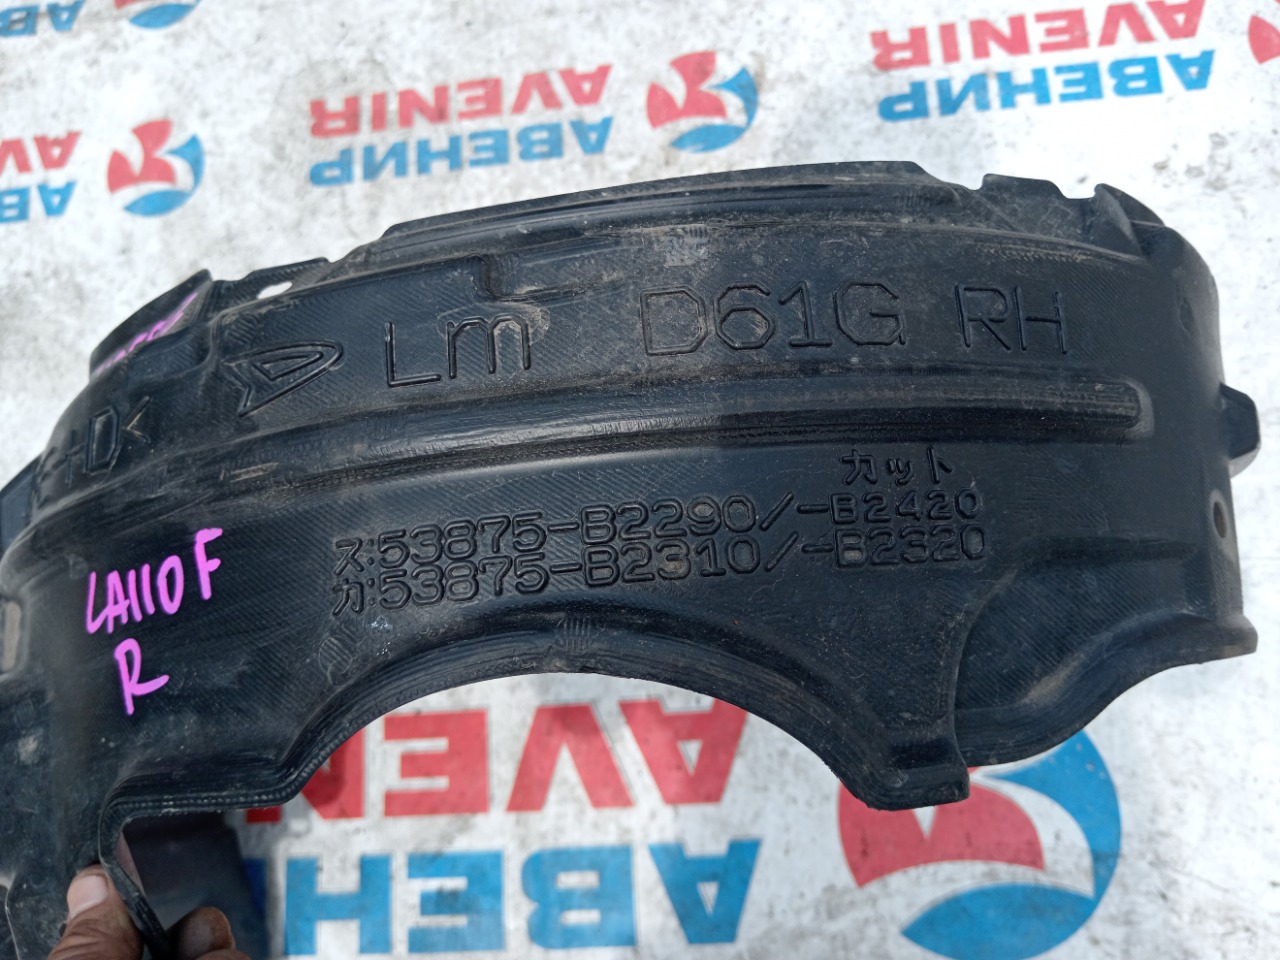 AVENIR
АВЕНИР
AVENIR
АВЕНИР
Lm D61G RH
カット
ス:53875-B2290/-B2420
カ:53875-B2310/-B2320
LA110F
R
АВЕНИР